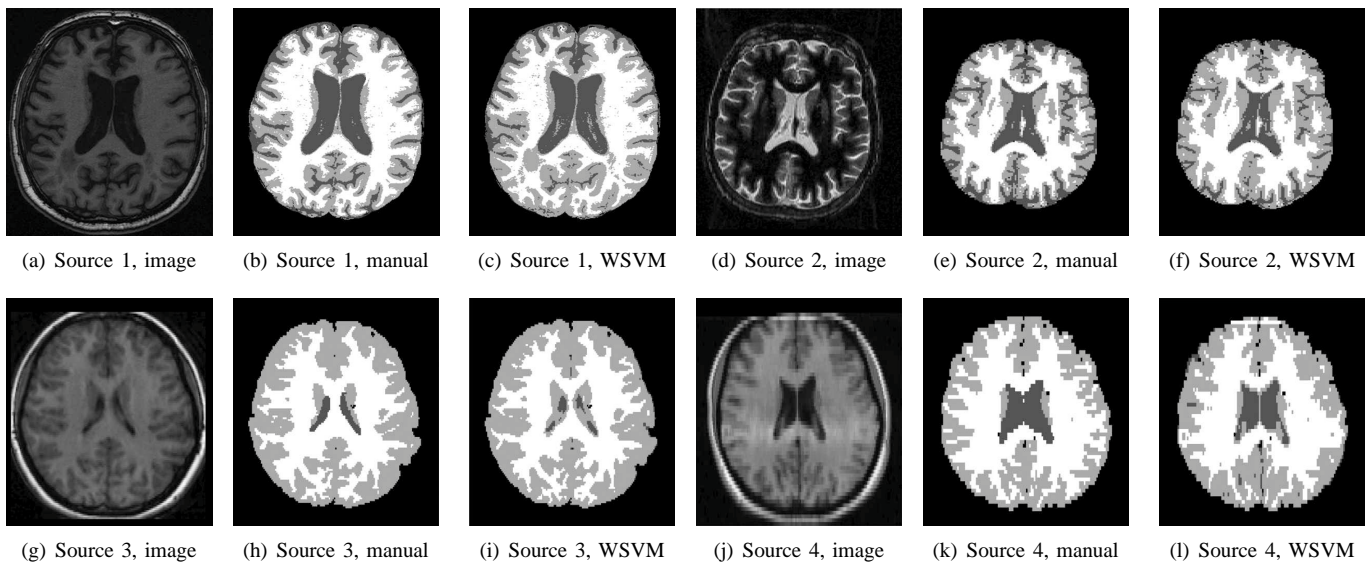 (a) Source 1, image
(b) Source 1, manual
(c) Source 1, WSVM
(d) Source 2, image
(e) Source 2, manual
(f) Source 2, WSVM
(g) Source 3, image
(h) Source 3, manual
(i) Source 3, WSVM
(j) Source 4, image
(k) Source 4, manual
(l) Source 4, WSVM